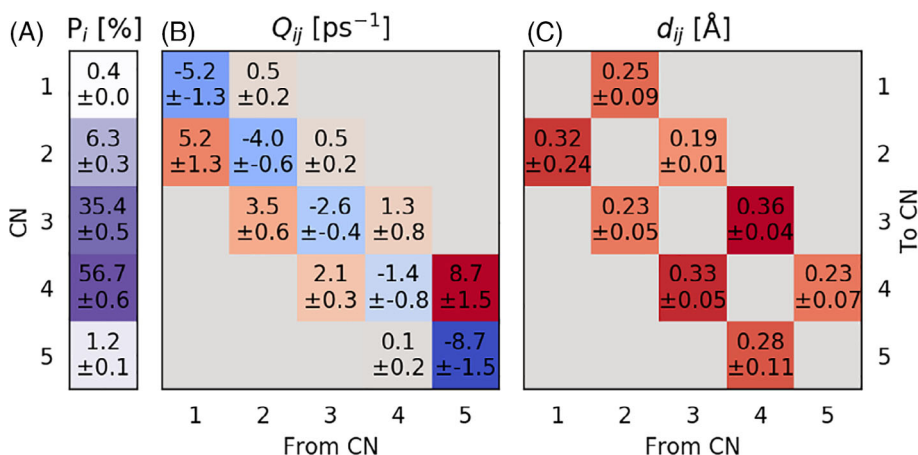 (A) P_i [%] (B) Q_ij [ps⁻¹] (C) d_ij [Å]
1 0.4 ±0.0 -5.2 ±-1.3 0.5 ±0.2 0.25 ±0.09 1
2 6.3 ±0.3 5.2 ±1.3 -4.0 ±-0.6 0.5 ±0.2 0.32 ±0.24 0.19 ±0.01 2
CN 3 35.4 ±0.5 3.5 ±0.6 -2.6 ±-0.4 1.3 ±0.8 0.23 ±0.05 0.36 ±0.04 3 To CN
4 56.7 ±0.6 2.1 ±0.3 -1.4 ±-0.8 8.7 ±1.5 0.33 ±0.05 0.23 ±0.07 4
5 1.2 ±0.1 0.1 ±0.2 -8.7 ±-1.5 0.28 ±0.11 5
1 2 3 4 5 1 2 3 4 5
From CN From CN